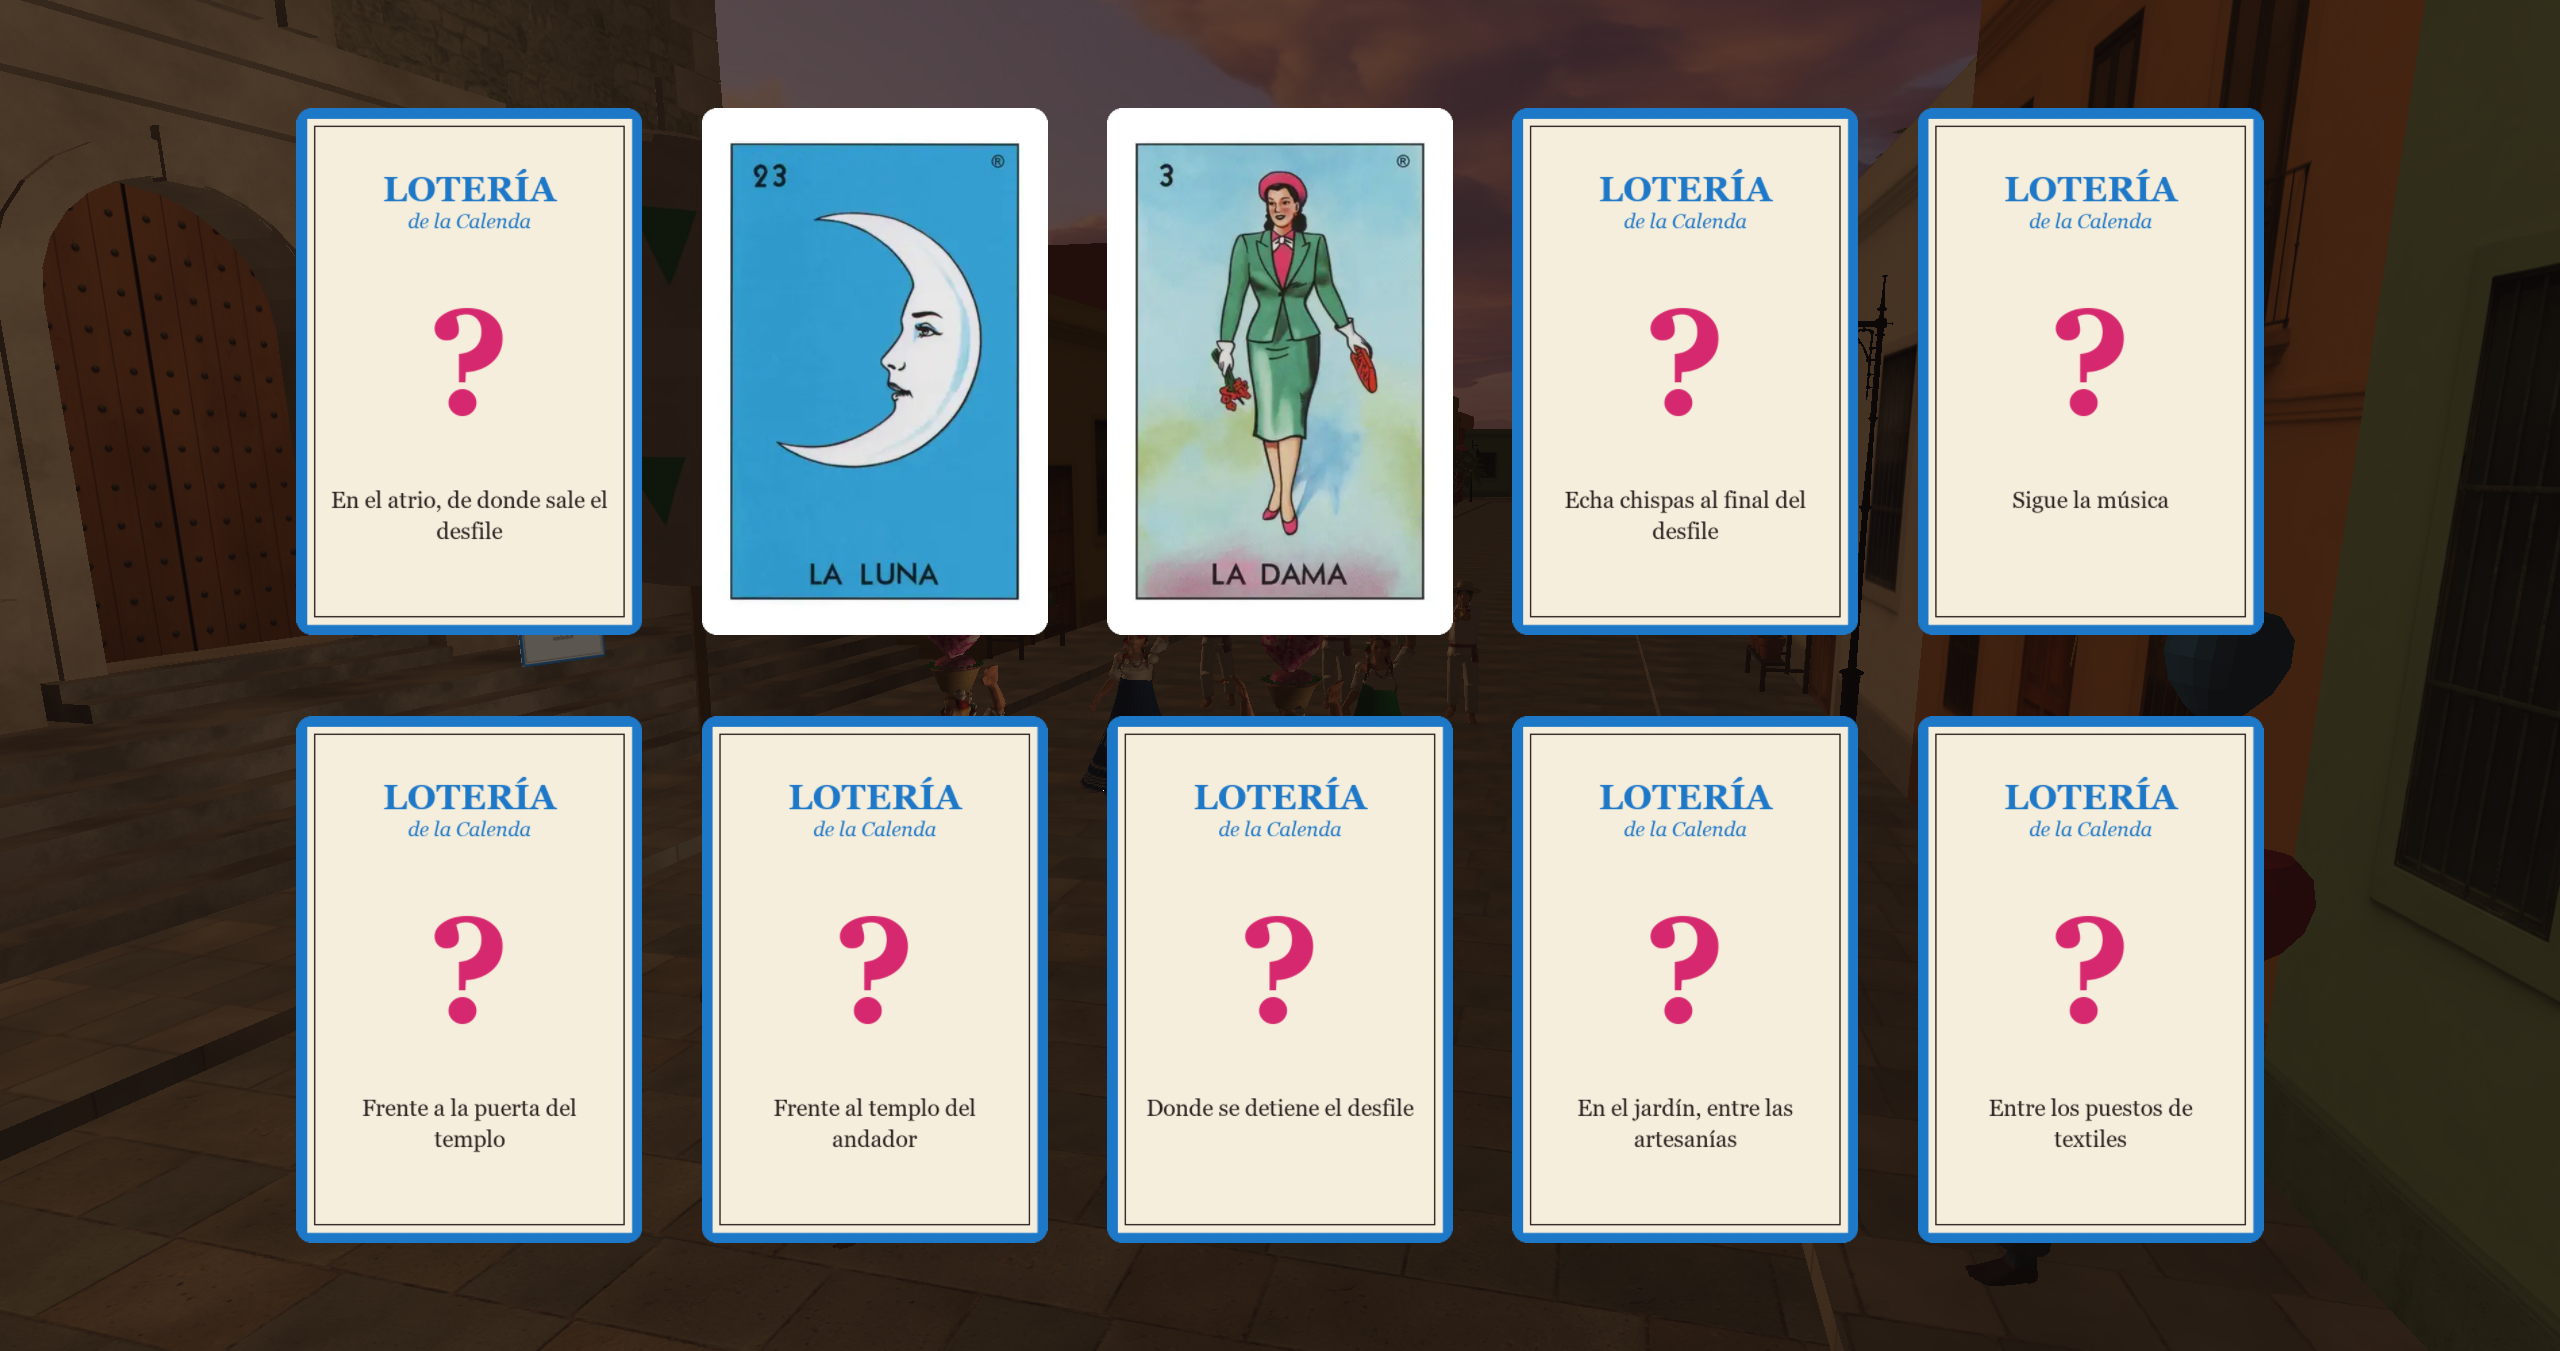 LOTERÍA
de la Calenda
?
En el atrio, de donde sale el
desfile
23
®
LA LUNA
3
®
LA DAMA
LOTERÍA
de la Calenda
?
Echa chispas al final del
desfile
LOTERÍA
de la Calenda
?
Sigue la música
LOTERÍA
de la Calenda
?
Frente a la puerta del
templo
LOTERÍA
de la Calenda
?
Frente al templo del
andador
LOTERÍA
de la Calenda
?
Donde se detiene el desfile
LOTERÍA
de la Calenda
?
En el jardín, entre las
artesanías
LOTERÍA
de la Calenda
?
Entre los puestos de
textiles